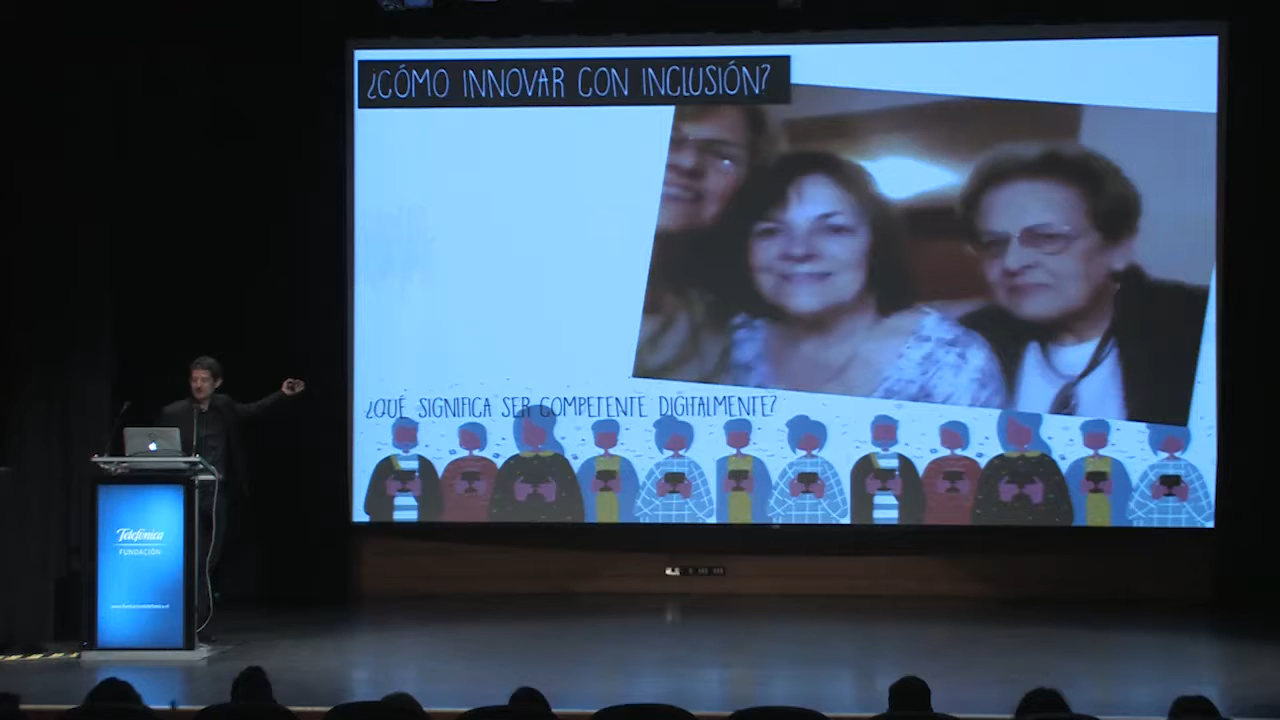 ¿CÓMO INNOVAR CON INCLUSIÓN?
¿QUÉ SIGNIFICA SER COMPETENTE DIGITALMENTE?
Telefónica
FUNDACIÓN